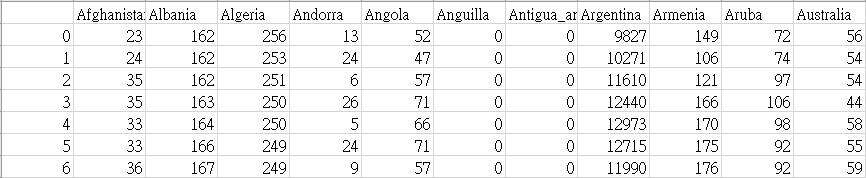 Afghanistan Albania Algeria Andorra Angola Anguilla Antigua_an Argentina Armenia Aruba Australia
0 23 162 256 13 52 0 0 9827 149 72 56
1 24 162 253 24 47 0 0 10271 106 74 54
2 35 162 251 6 57 0 0 11610 121 97 54
3 35 163 250 26 71 0 0 12440 166 106 44
4 33 164 250 5 66 0 0 12973 170 98 58
5 33 166 249 24 71 0 0 12715 175 92 55
6 36 167 249 9 57 0 0 11990 176 92 59